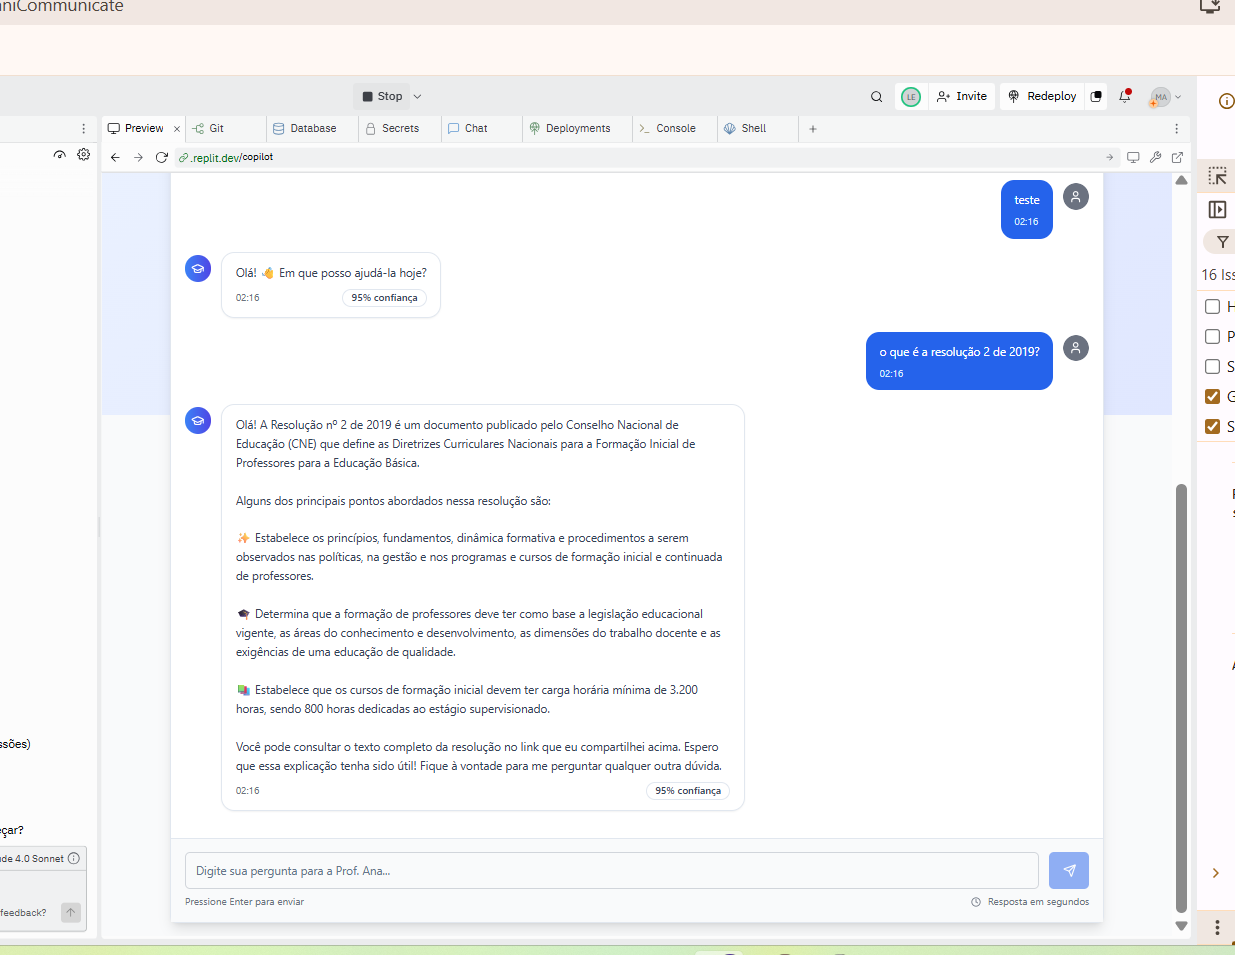 niCommunicate
Stop
LE
Invite
Redeploy
MA
Preview
Git
Database
Secrets
Chat
Deployments
Console
Shell
.replit.dev/copilot
teste
02:16
Olá! 👋 Em que posso ajudá-la hoje?
02:16
95% confiança
o que é a resolução 2 de 2019?
02:16
Olá! A Resolução nº 2 de 2019 é um documento publicado pelo Conselho Nacional de
Educação (CNE) que define as Diretrizes Curriculares Nacionais para a Formação Inicial de
Professores para a Educação Básica.
Alguns dos principais pontos abordados nessa resolução são:
✨ Estabelece os princípios, fundamentos, dinâmica formativa e procedimentos a serem
observados nas políticas, na gestão e nos programas e cursos de formação inicial e continuada
de professores.
🎓 Determina que a formação de professores deve ter como base a legislação educacional
vigente, as áreas do conhecimento e desenvolvimento, as dimensões do trabalho docente e as
exigências de uma educação de qualidade.
📚 Estabelece que os cursos de formação inicial devem ter carga horária mínima de 3.200
horas, sendo 800 horas dedicadas ao estágio supervisionado.
Você pode consultar o texto completo da resolução no link que eu compartilhei acima. Espero
que essa explicação tenha sido útil! Fique à vontade para me perguntar qualquer outra dúvida.
02:16
95% confiança
Digite sua pergunta para a Prof. Ana...
Pressione Enter para enviar
Resposta em segundos
ssões)
eçar?
de 4.0 Sonnet
feedback?
16 Iss
H
P
S
G
S